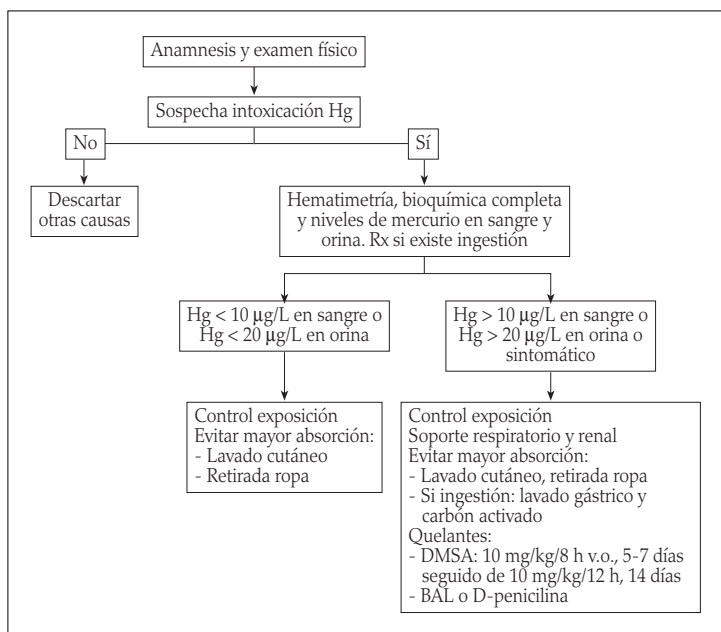 Anamnesis y examen físico
Sospecha intoxicación Hg
No
Sí
Descartar
otras causas
Hematimetría, bioquímica completa
y niveles de mercurio en sangre y
orina. Rx si existe ingestión
Hg < 10 µg/L en sangre o
Hg < 20 µg/L en orina
Hg > 10 µg/L en sangre o
Hg > 20 µg/L en orina o
sintomático
Control exposición
Evitar mayor absorción:
- Lavado cutáneo
- Retirada ropa
Control exposición
Soporte respiratorio y renal
Evitar mayor absorción:
- Lavado cutáneo, retirada ropa
- Si ingestión: lavado gástrico y
carbón activado
Quelantes:
- DMSA: 10 mg/kg/8 h v.o., 5-7 días
seguido de 10 mg/kg/12 h, 14 días
- BAL o D-penicilina